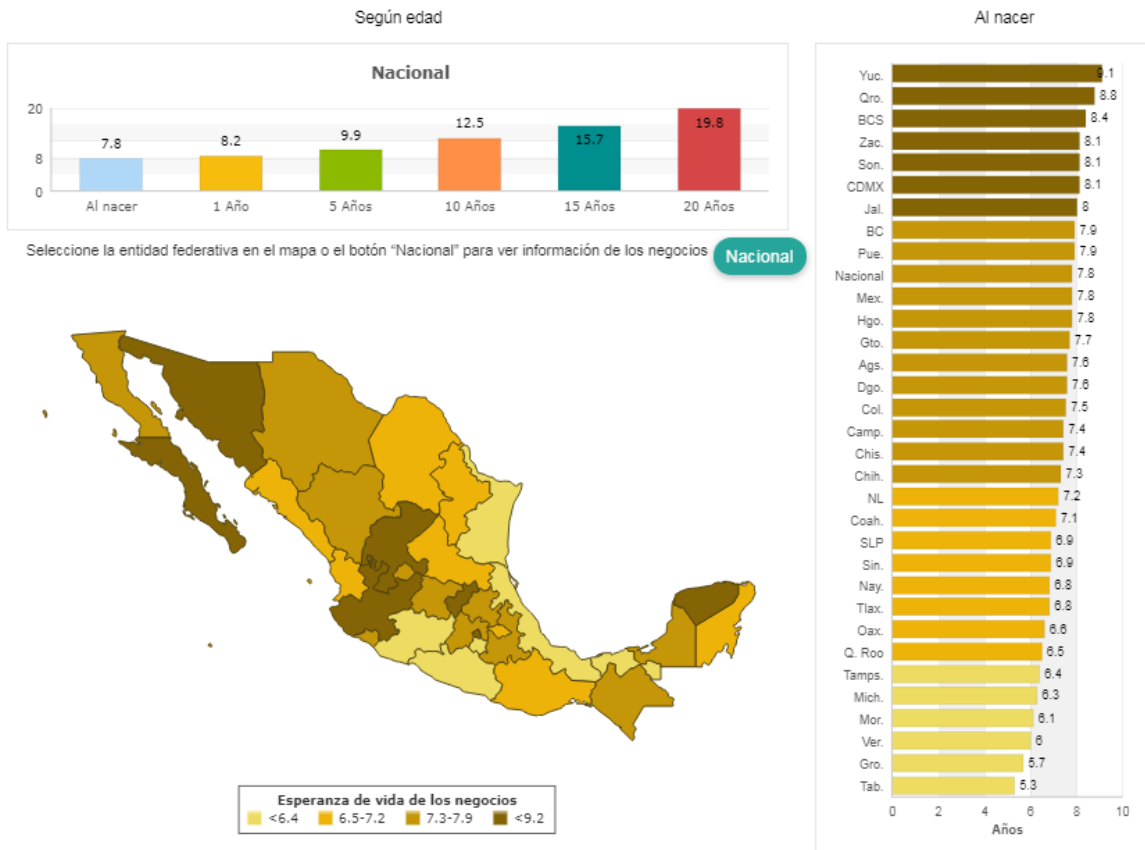 Según edad
Nacional
20
8
0
7.8
8.2
9.9
12.5
15.7
19.8
Al nacer
1 Año
5 Años
10 Años
15 Años
20 Años
Seleccione la entidad federativa en el mapa o el botón “Nacional” para ver información de los negocios
Nacional
Esperanza de vida de los negocios
<6.4 6.5-7.2 7.3-7.9 <9.2
Al nacer
Yuc. 9.1
Qro. 8.8
BCS 8.4
Zac. 8.1
Son. 8.1
CDMX 8.1
Jal. 8
BC 7.9
Pue. 7.9
Nacional 7.8
Mex. 7.8
Hgo. 7.8
Gto. 7.7
Ags. 7.6
Dgo. 7.6
Col. 7.5
Camp. 7.4
Chis. 7.4
Chih. 7.3
NL 7.2
Coah. 7.1
SLP 6.9
Sin. 6.9
Nay. 6.8
Tlax. 6.8
Oax. 6.6
Q. Roo 6.5
Tamps. 6.4
Mich. 6.3
Mor. 6.1
Ver. 6
Gro. 5.7
Tab. 5.3
0 2 4 6 8 10
Años